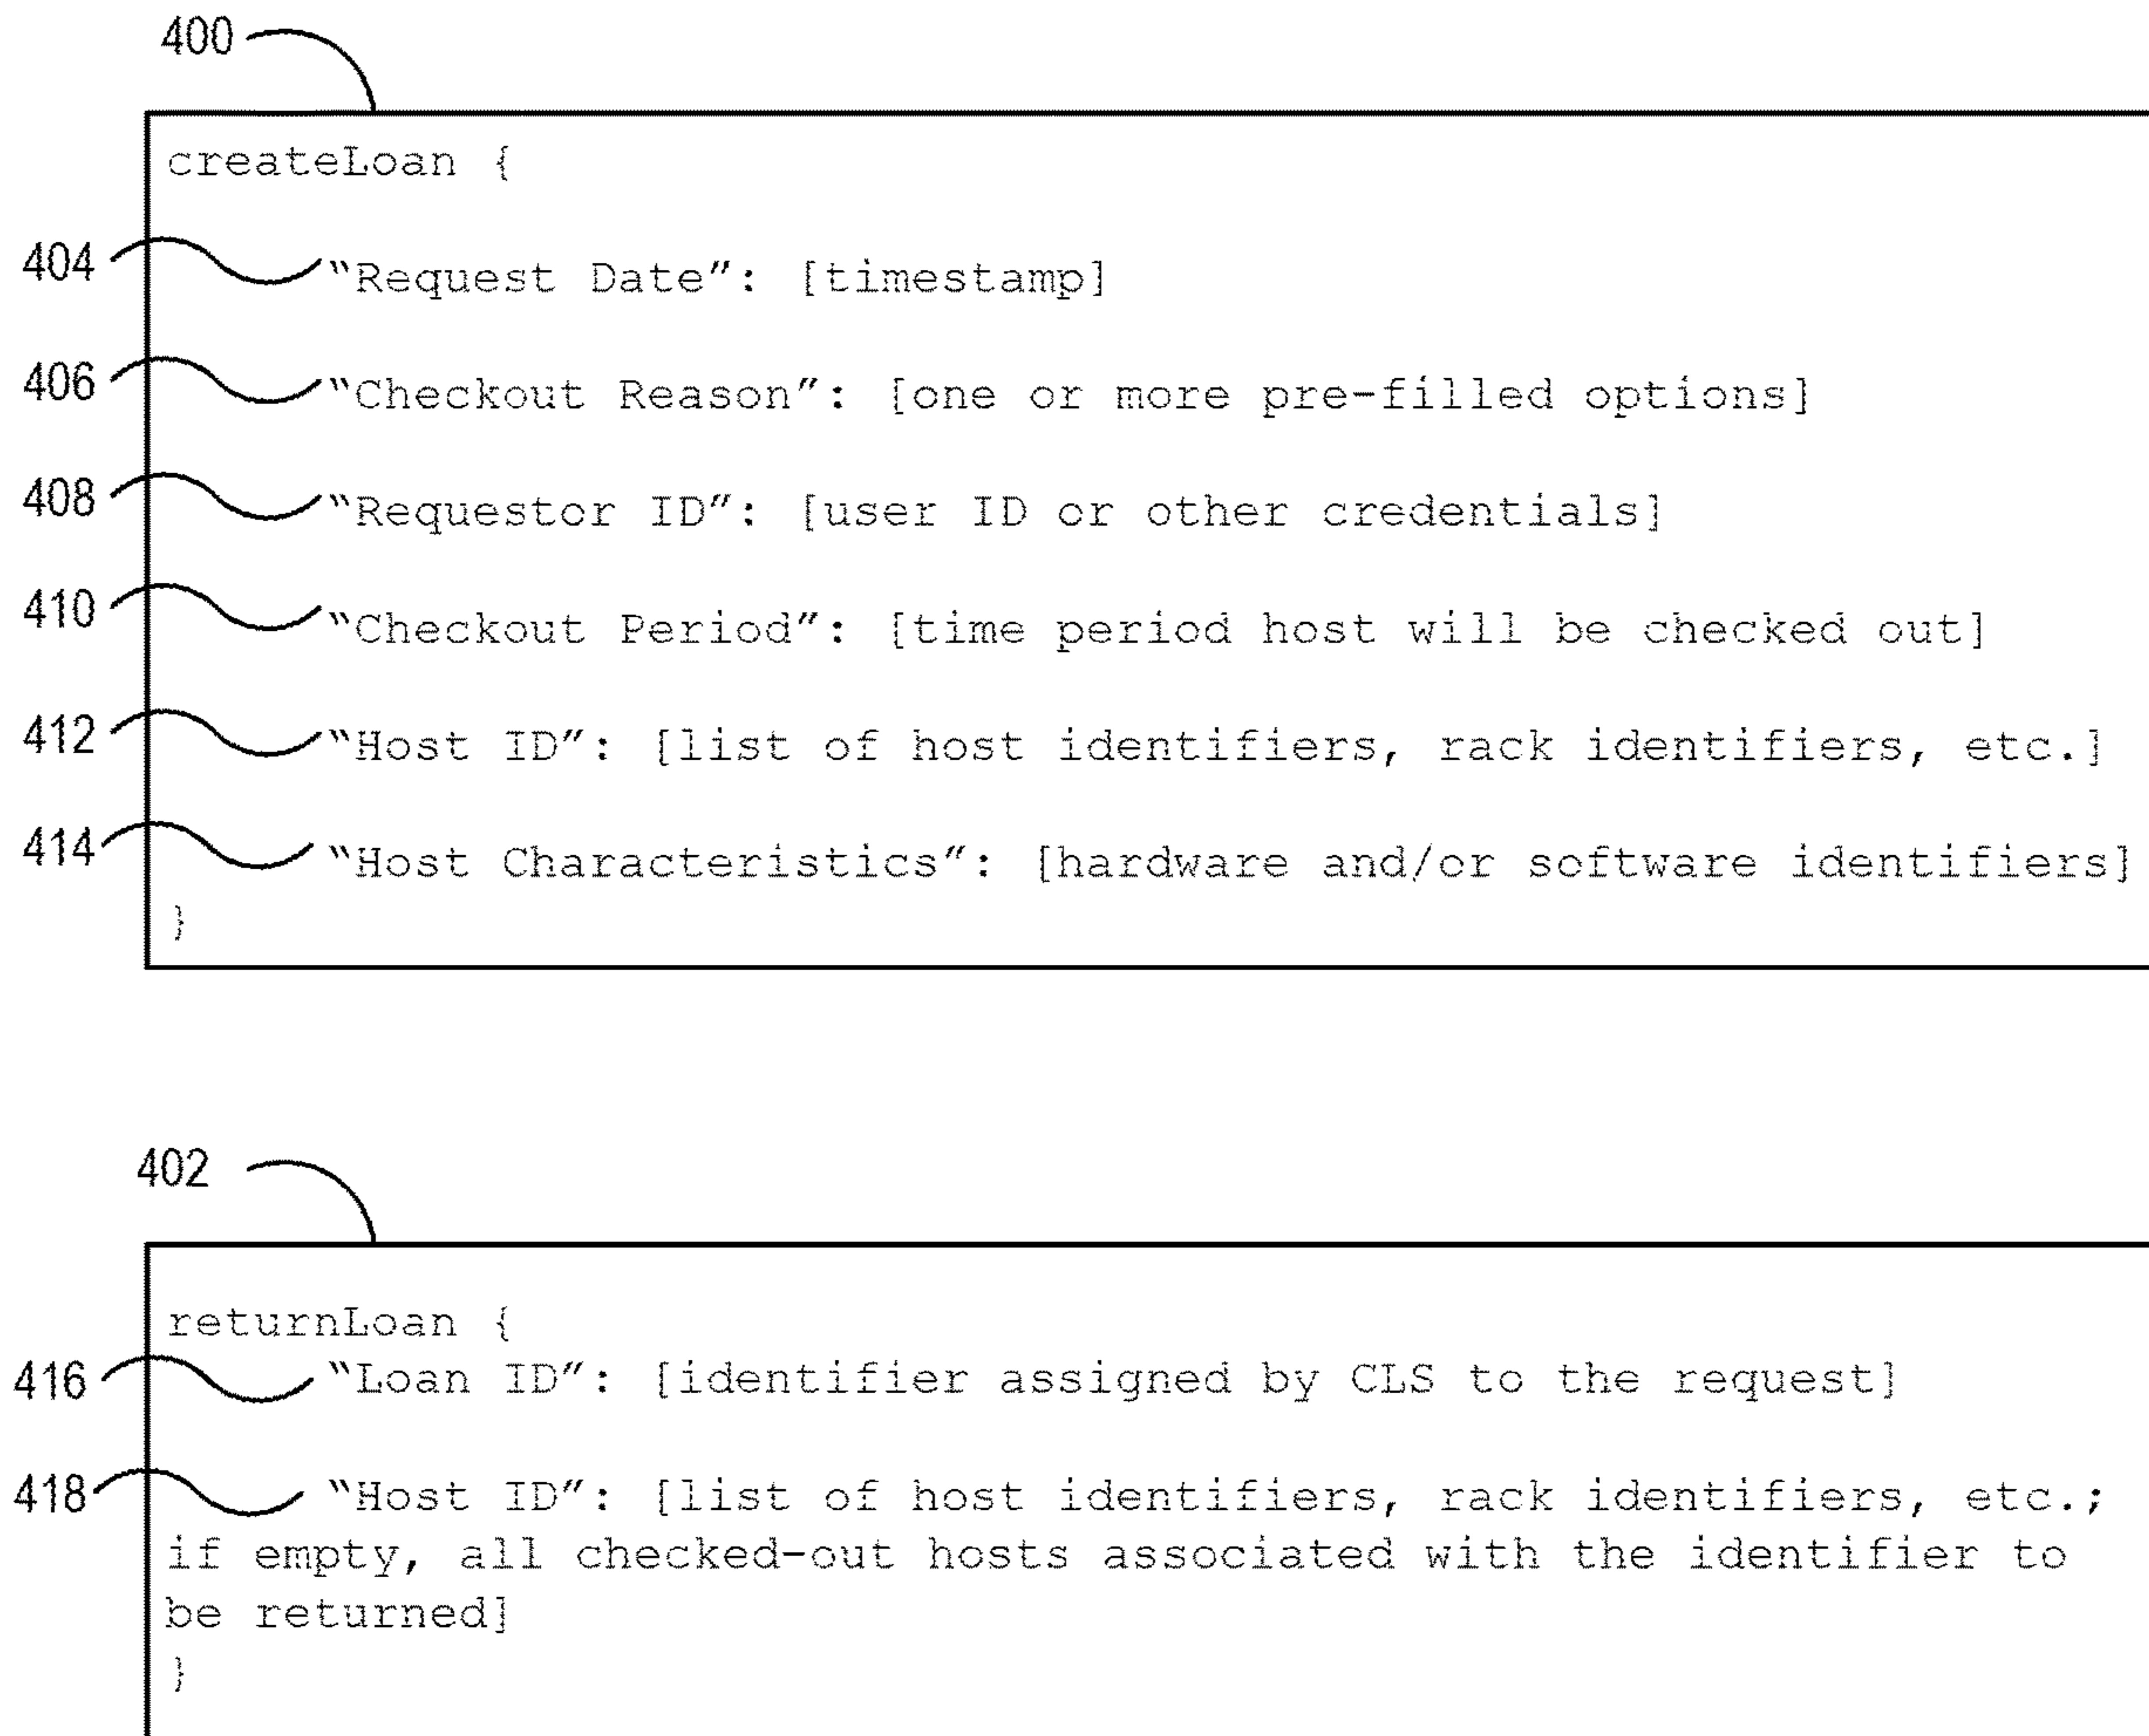 400
createLoan {
404 “Request Date”: [timestamp]
406 “Checkout Reason”: [one or more pre-filled options]
408 “Requestor ID”: [user ID or other credentials]
410 “Checkout Period”: [time period host will be checked out]
412 “Host ID”: [list of host identifiers, rack identifiers, etc.]
414 “Host Characteristics”: [hardware and/or software identifiers]
}
402
returnLoan {
416 “Loan ID”: [identifier assigned by CLS to the request]
418 “Host ID”: [list of host identifiers, rack identifiers, etc.;
if empty, all checked-out hosts associated with the identifier to
be returned]
}